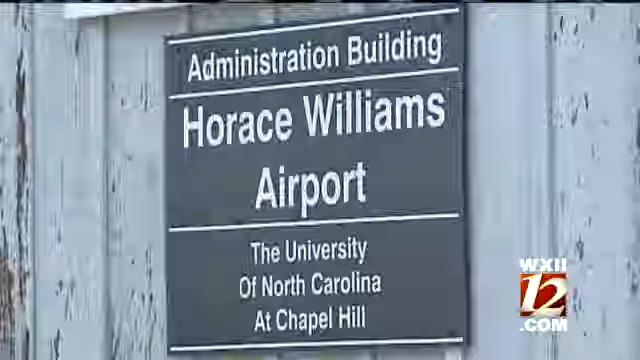 Administration Building
Horace Williams
Airport
The University
Of North Carolina
At Chapel Hill
WXII
12
.COM